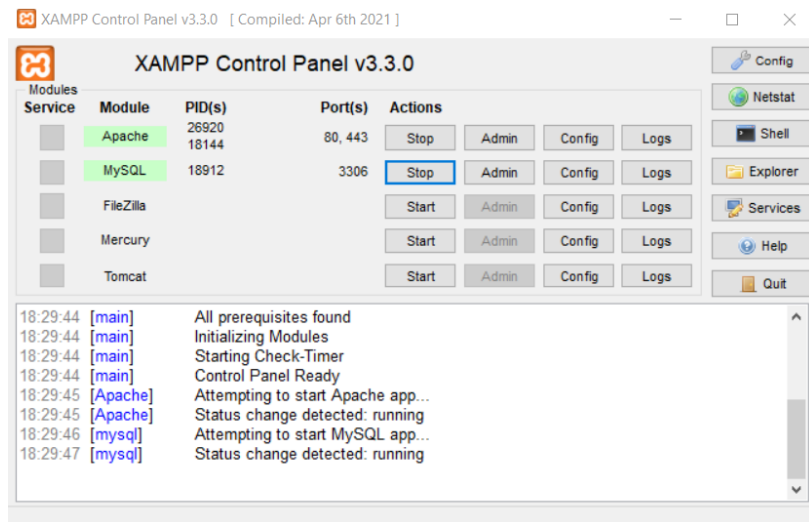 XAMPP Control Panel v3.3.0 [ Compiled: Apr 6th 2021 ]
XAMPP Control Panel v3.3.0
Config
Modules
Service Module PID(s) Port(s) Actions
Netstat
Apache 26920 18144 80, 443 Stop Admin Config Logs
Shell
MySQL 18912 3306 Stop Admin Config Logs
Explorer
FileZilla Start Admin Config Logs
Services
Mercury Start Admin Config Logs
Help
Tomcat Start Admin Config Logs
Quit
18:29:44 [main] All prerequisites found
18:29:44 [main] Initializing Modules
18:29:44 [main] Starting Check-Timer
18:29:44 [main] Control Panel Ready
18:29:45 [Apache] Attempting to start Apache app...
18:29:45 [Apache] Status change detected: running
18:29:46 [mysql] Attempting to start MySQL app...
18:29:47 [mysql] Status change detected: running